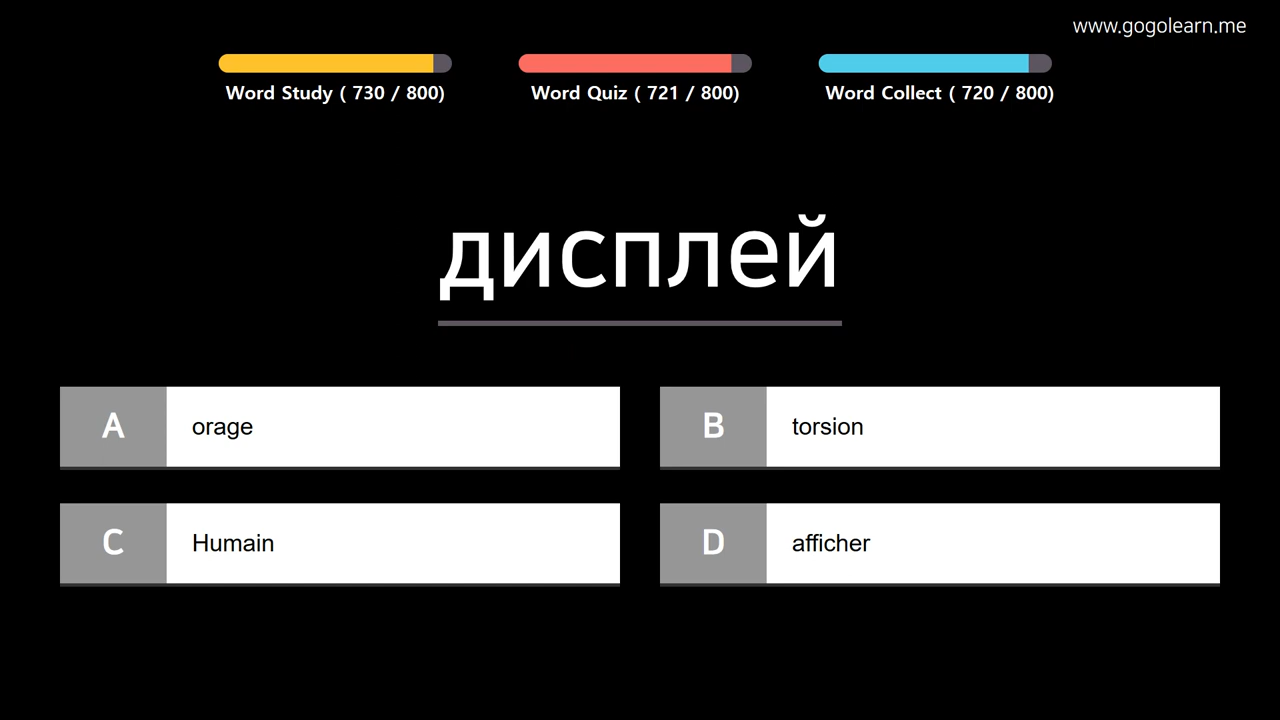 www.gogolearn.me
Word Study ( 730 / 800)
Word Quiz ( 721 / 800)
Word Collect ( 720 / 800)
дисплей
A orage
B torsion
C Humain
D afficher